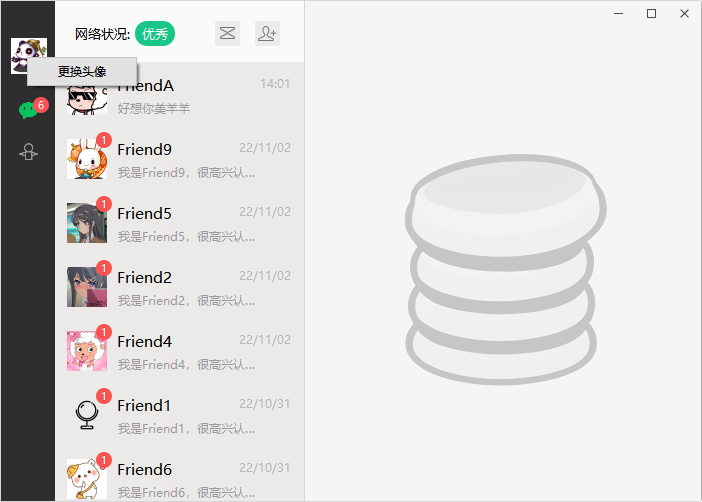 网络状况: 优秀
更换头像
6
FriendA 14:01
好想你美羊羊
1
Friend9 22/11/02
我是Friend9，很高兴认...
1
Friend5 22/11/02
我是Friend5，很高兴认...
1
Friend2 22/11/02
我是Friend2，很高兴认...
1
Friend4 22/11/02
我是Friend4，很高兴认...
1
Friend1 22/10/31
我是Friend1，很高兴认...
1
Friend6 22/10/31
我是Friend6，很高兴认...